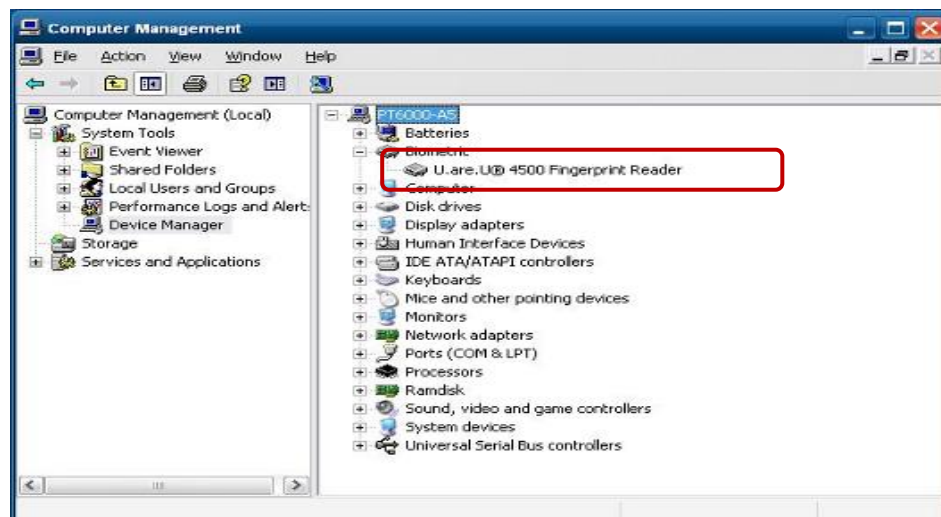 Computer Management
File Action View Window Help
Computer Management (Local)
System Tools
Event Viewer
Shared Folders
Local Users and Groups
Performance Logs and Alert:
Device Manager
Storage
Services and Applications
PT6000-A5
Batteries
Biometric
U.are.U® 4500 Fingerprint Reader
Computer
Disk drives
Display adapters
Human Interface Devices
IDE ATA/ATAPI controllers
Keyboards
Mice and other pointing devices
Monitors
Network adapters
Ports (COM & LPT)
Processors
Ramdisk
Sound, video and game controllers
System devices
Universal Serial Bus controllers